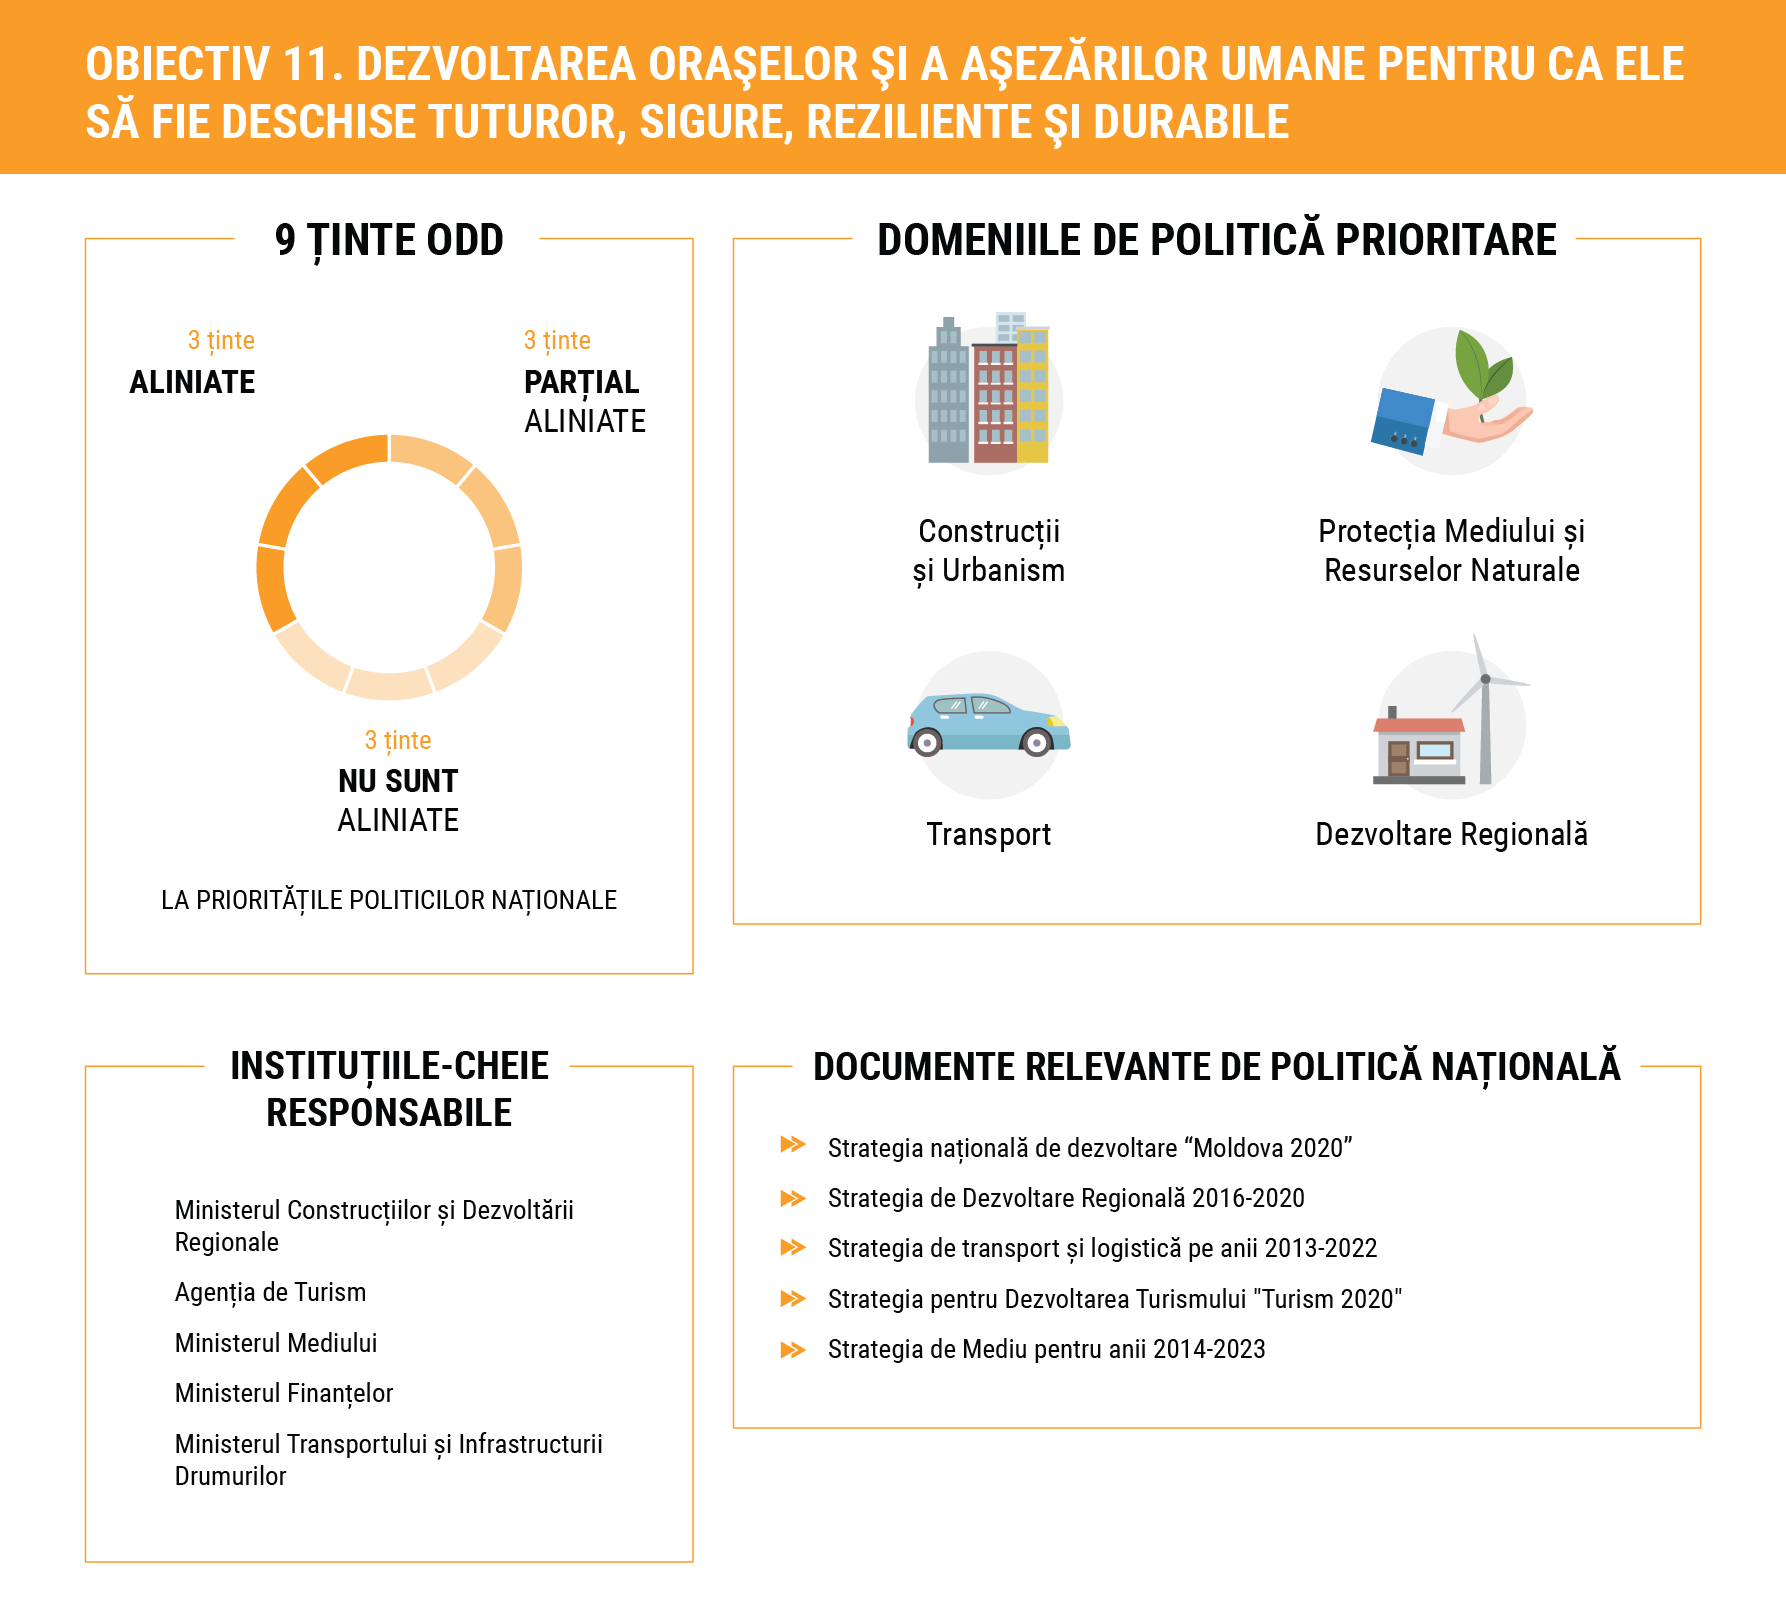 OBIECTIV 11. DEZVOLTAREA ORAŞELOR ŞI A AŞEZĂRILOR UMANE PENTRU CA ELE
SĂ FIE DESCHISE TUTUROR, SIGURE, REZILIENTE ŞI DURABILE
9 ȚINTE ODD
3 ținte
ALINIATE
3 ținte
PARȚIAL
ALINIATE
3 ținte
NU SUNT
ALINIATE
LA PRIORITĂȚILE POLITICILOR NAȚIONALE
DOMENIILE DE POLITICĂ PRIORITARE
Construcții
și Urbanism
Protecția Mediului și
Resurselor Naturale
Transport
Dezvoltare Regională
INSTITUȚIILE-CHEIE
RESPONSABILE
Ministerul Construcțiilor și Dezvoltării
Regionale
Agenția de Turism
Ministerul Mediului
Ministerul Finanțelor
Ministerul Transportului și Infrastructurii
Drumurilor
DOCUMENTE RELEVANTE DE POLITICĂ NAȚIONALĂ
Strategia națională de dezvoltare “Moldova 2020”
Strategia de Dezvoltare Regională 2016-2020
Strategia de transport și logistică pe anii 2013-2022
Strategia pentru Dezvoltarea Turismului "Turism 2020"
Strategia de Mediu pentru anii 2014-2023